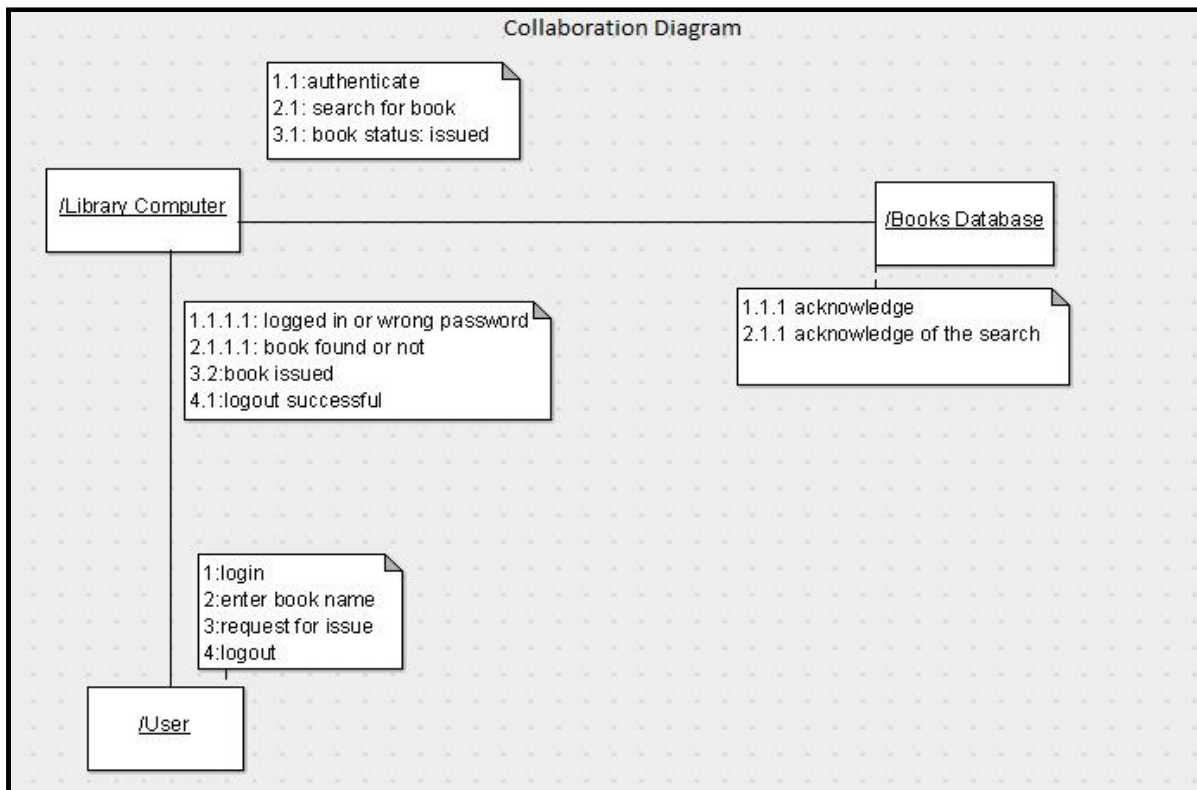 Collaboration Diagram
1.1:authenticate
2.1: search for book
3.1: book status: issued
/Library Computer
/Books Database
1.1.1 acknowledge
2.1.1 acknowledge of the search
1.1.1.1: logged in or wrong password
2.1.1.1: book found or not
3.2:book issued
4.1:logout successful
1:login
2:enter book name
3:request for issue
4:logout
/User